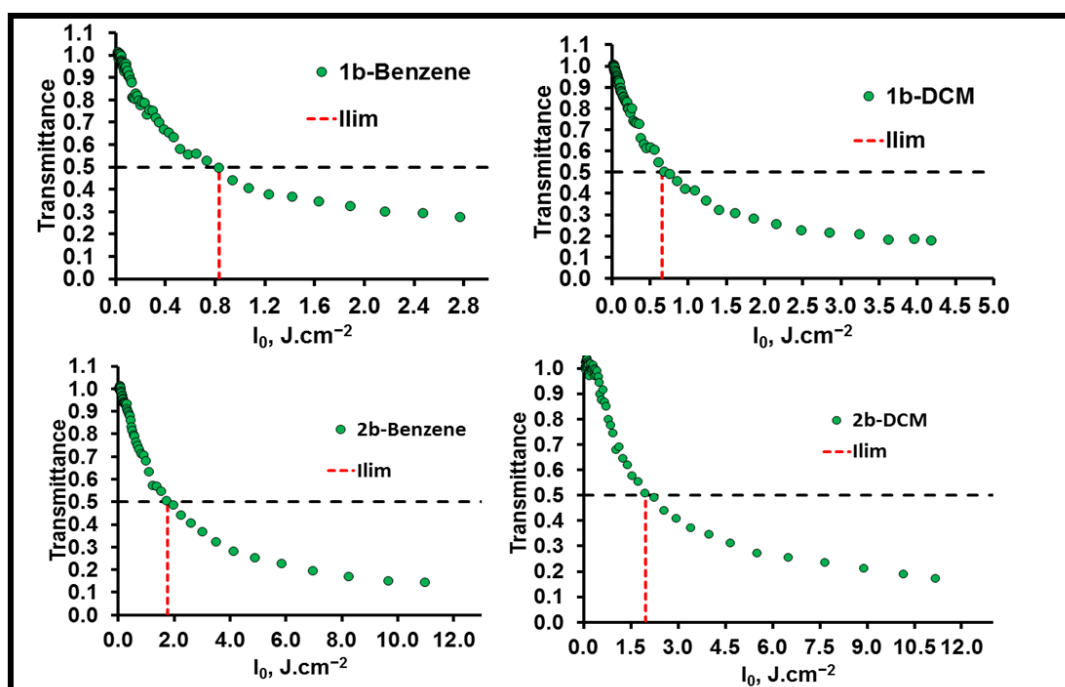 1.1
1.0
0.9
0.8
0.7
0.6
0.5
0.4
0.3
0.2
0.1
0.0
Transmittance
1b-Benzene
Ilim
0.0 0.4 0.8 1.2 1.6 2.0 2.4 2.8
I₀, J.cm⁻²
1.1
1.0
0.9
0.8
0.7
0.6
0.5
0.4
0.3
0.2
0.1
0.0
Transmittance
1b-DCM
Ilim
0.0 0.5 1.0 1.5 2.0 2.5 3.0 3.5 4.0 4.5 5.0
I₀, J.cm⁻²
1.1
1.0
0.9
0.8
0.7
0.6
0.5
0.4
0.3
0.2
0.1
0.0
Transmittance
2b-Benzene
Ilim
0.0 2.0 4.0 6.0 8.0 10.0 12.0
I₀, J.cm⁻²
1.0
0.9
0.8
0.7
0.6
0.5
0.4
0.3
0.2
0.1
0.0
Transmittance
2b-DCM
Ilim
0.0 1.5 3.0 4.5 6.0 7.5 9.0 10.5 12.0
I₀, J.cm⁻²